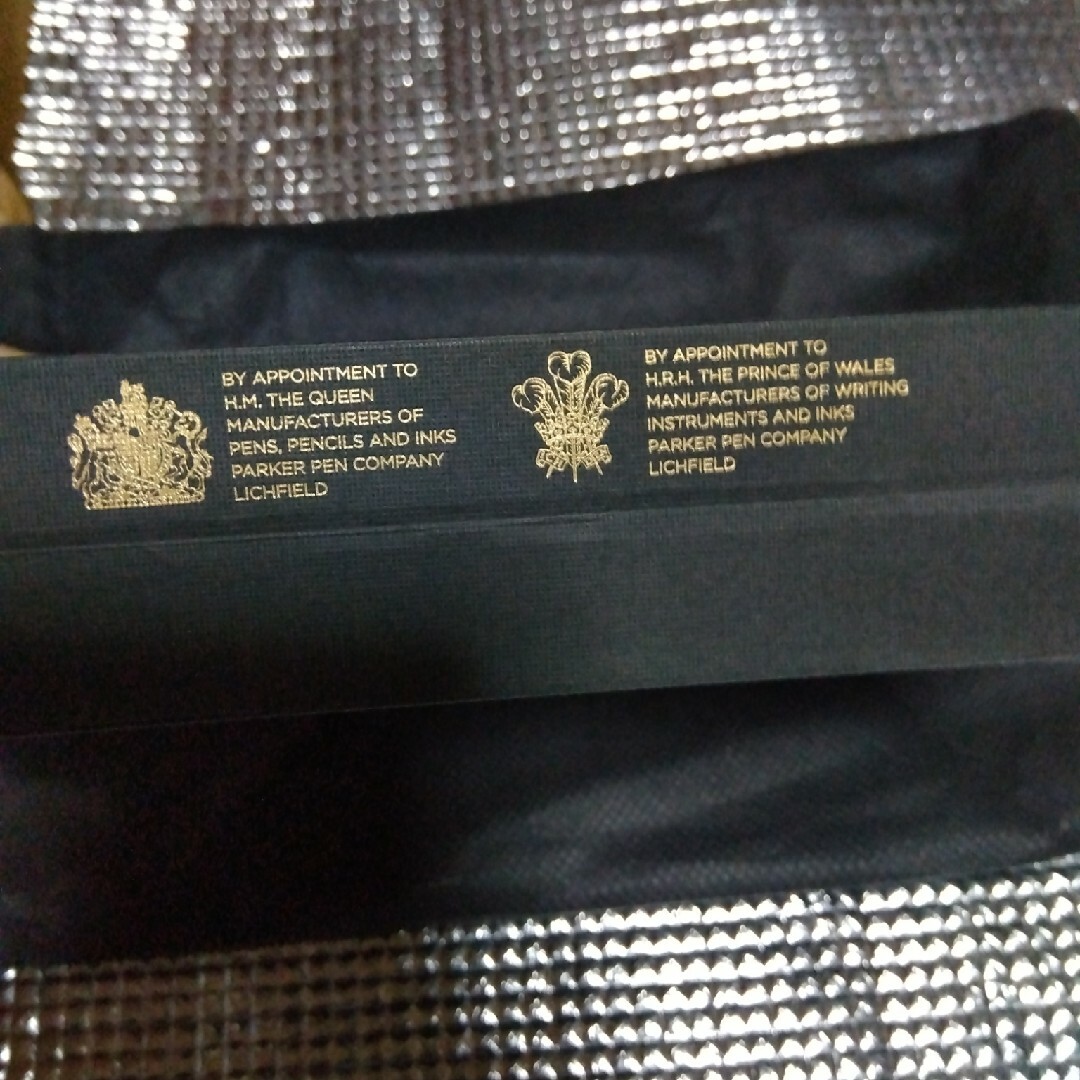 BY APPOINTMENT TO
H.M. THE QUEEN
MANUFACTURERS OF
PENS, PENCILS AND INKS
PARKER PEN COMPANY
LICHFIELD
BY APPOINTMENT TO
H.R.H. THE PRINCE OF WALES
MANUFACTURERS OF WRITING
INSTRUMENTS AND INKS
PARKER PEN COMPANY
LICHFIELD